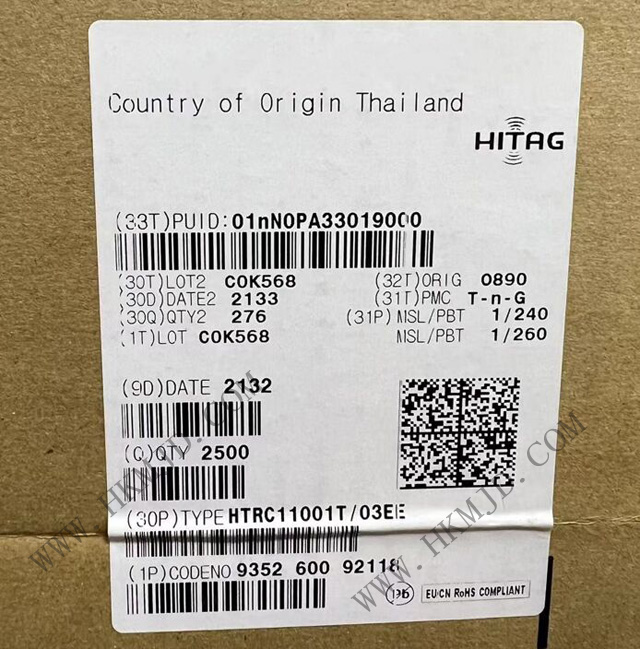 Country of Origin Thailand
HITAG
(33T)PUID:01nN0PA33019000
(30T)LOT2 C0K568 (32T)ORIG 0890
(30D)DATE2 2133 (31T)PMC T-n-G
(30Q)QTY2 276 (31P) MSL/PBT 1/240
(1T)LOT C0K568 MSL/PBT 1/260
(9D)DATE 2132
(Q)QTY 2500
(30P)TYPE HTRC11001T/03EE
(1P)CODENO 9352 600 92118
Pb EU/CN RoHS COMPLIANT
WWW.HKMJD.COM
WWW.HKMJD.COM